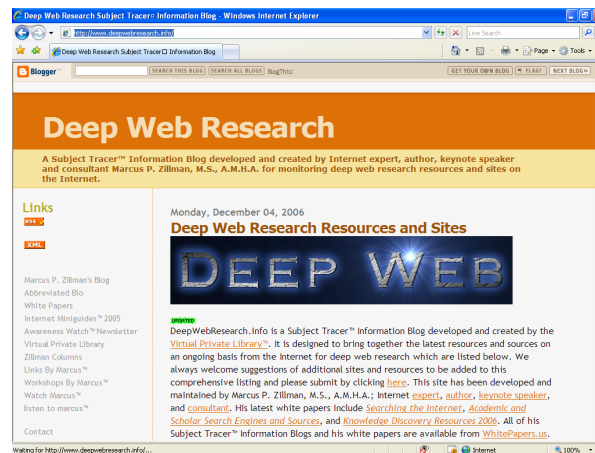 Deep Web Research Subject Tracer¤ Information Blog - Windows Internet Explorer
http://www.deepwebresearch.info/
Live Search
Deep Web Research Subject Tracer□ Information Blog
Page
Tools
Blogger™
SEARCH THIS BLOG
SEARCH ALL BLOGS
BlogThis!
GET YOUR OWN BLOG
FLAG?
NEXT BLOG»
Deep Web Research
A Subject Tracer™ Information Blog developed and created by Internet expert, author, keynote speaker
and consultant Marcus P. Zillman, M.S., A.M.H.A. for monitoring deep web research resources and sites on
the Internet.
Links
RSS
XML
Marcus P. Zillman's Blog
Abbreviated Bio
White Papers
Internet Miniguides™ 2005
Awareness Watch™ Newsletter
Virtual Private Library
Zillman Columns
Links By Marcus™
Workshops By Marcus™
Watch Marcus™
listen to marcus™
Contact
Monday, December 04, 2006
Deep Web Research Resources and Sites
DEEP WEB
UPDATED
DeepWebResearch.Info is a Subject Tracer™ Information Blog developed and created by the
Virtual Private Library™. It is designed to bring together the latest resources and sources on
an ongoing basis from the Internet for deep web research which are listed below. We
always welcome suggestions of additional sites and resources to be added to this
comprehensive listing and please submit by clicking here. This site has been developed and
maintained by Marcus P. Zillman, M.S., A.M.H.A.; Internet expert, author, keynote speaker,
and consultant. His latest white papers include Searching the Internet, Academic and
Scholar Search Engines and Sources, and Knowledge Discovery Resources 2006. All of his
Subject Tracer™ Information Blogs and his white papers are available from WhitePapers.us.
Waiting for http://www.deepwebresearch.info/...
Internet
100%